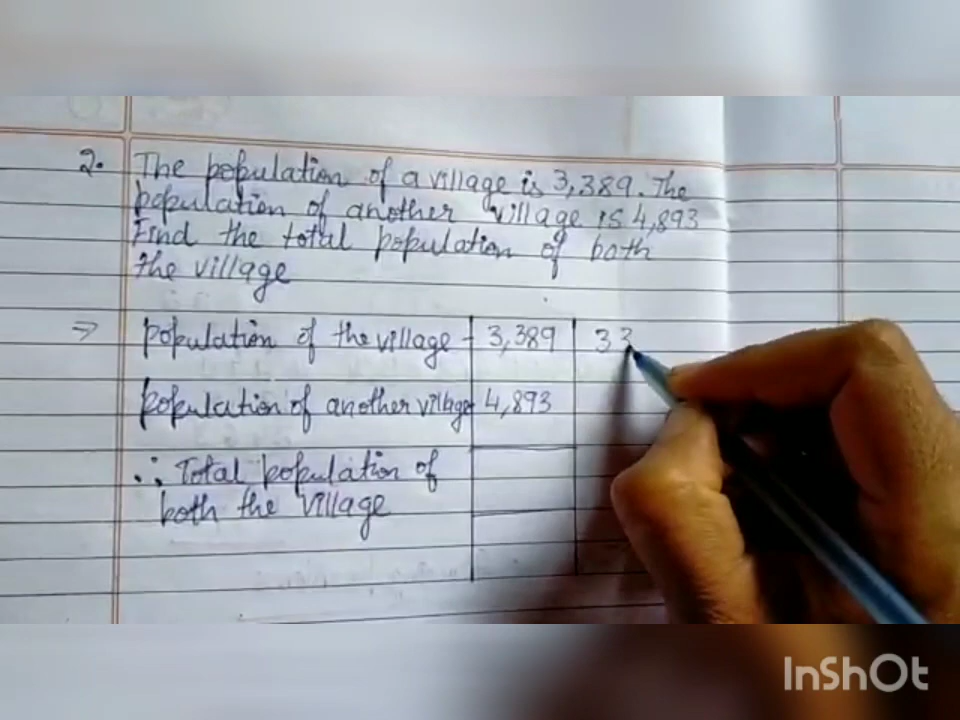 2. The population of a village is 3,389. The
population of another village is 4,893
Find the total population of both
the village
⇒ population of the village - 3,389 33
population of another village 4,893
∴ Total population of
both the village
InShOt